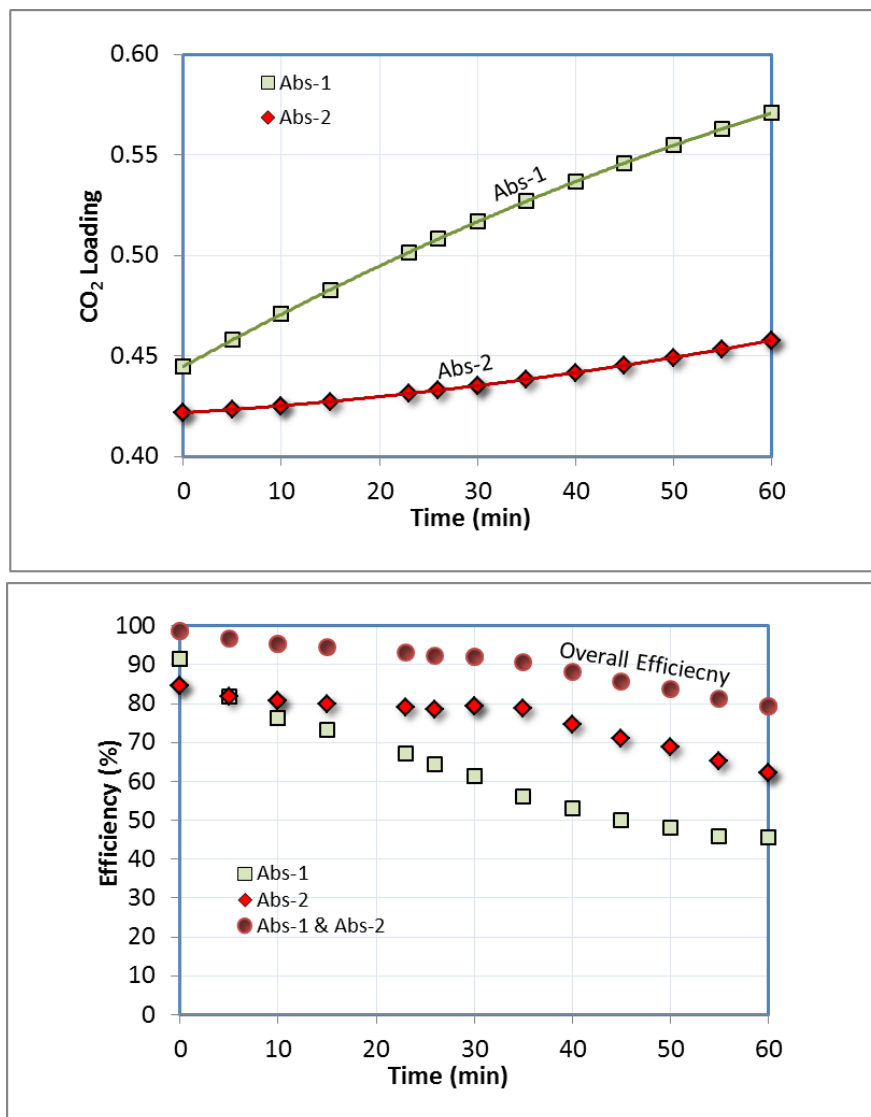 0.60
Abs-1
Abs-2
0.55
Abs-1
CO₂ Loading
0.50
0.45
Abs-2
0.40
0 10 20 30 40 50 60
Time (min)
100
90
Overall Efficiecny
80
70
60
Efficiency (%)
50
40
Abs-1
30
Abs-2
20
Abs-1 & Abs-2
10
0
0 10 20 30 40 50 60
Time (min)